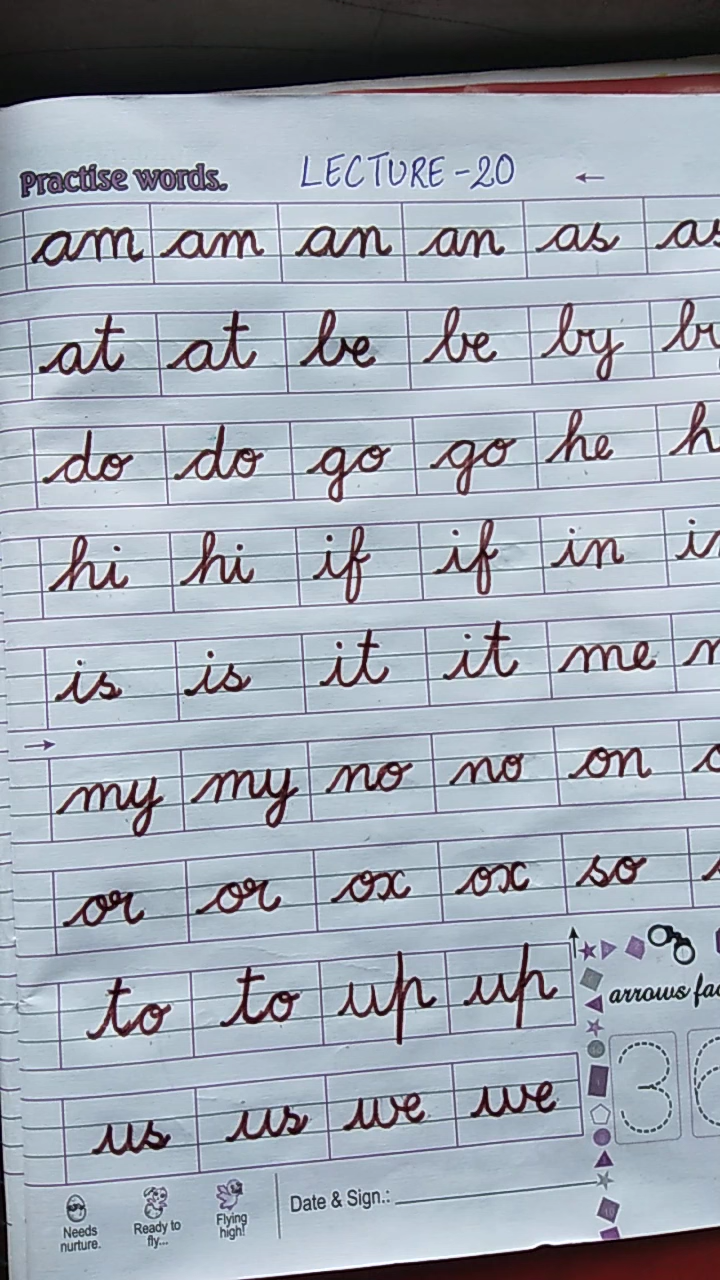 Practise words. LECTURE-20 ←
am am an an as as
at at be be by
do do go go he
hi hi if if in
is is it it me
→
my my no no on
or or ox ox so
to to up up
arrows
us us we we
3
Needs nurture. Ready to fly... Flying high! Date & Sign.: